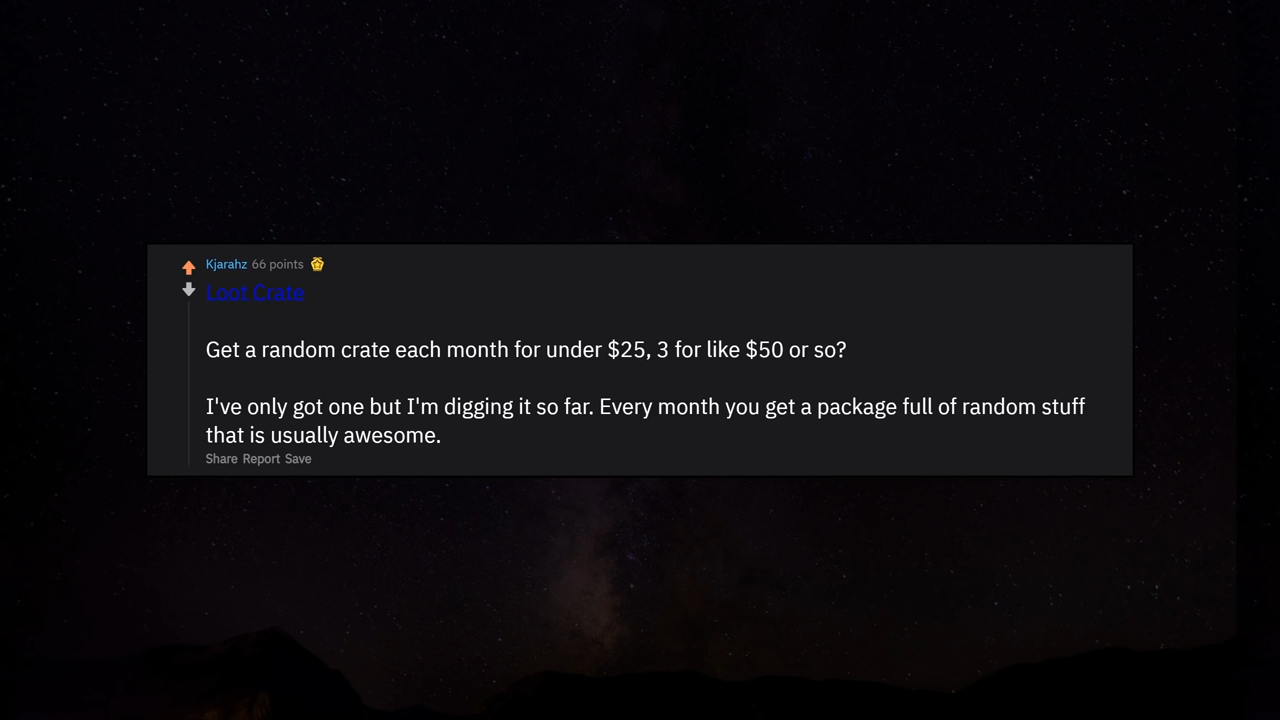 Kjarahz 66 points
Loot Crate
Get a random crate each month for under $25, 3 for like $50 or so?
I've only got one but I'm digging it so far. Every month you get a package full of random stuff
that is usually awesome.
Share Report Save